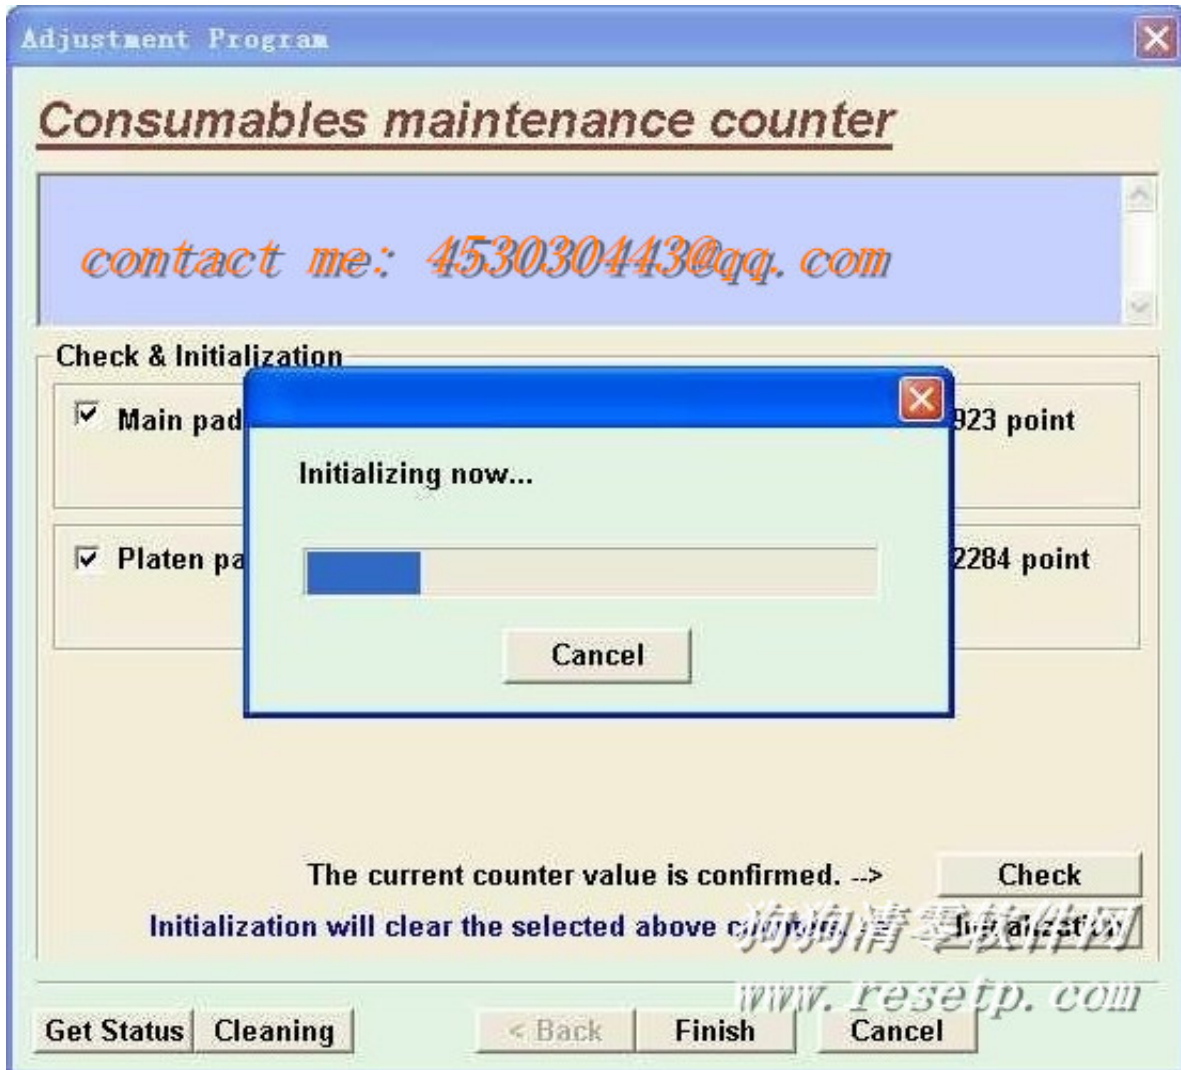 Adjustment Program
Consumables maintenance counter
contact me: 453030443@qq.com
Check & Initialization
Main pad
923 point
Initializing now...
Platen pa
2284 point
Cancel
The current counter value is confirmed. -->
Check
Initialization will clear the selected above
Initialization
狗狗清零软件网
www.resetp.com
Get Status
Cleaning
< Back
Finish
Cancel